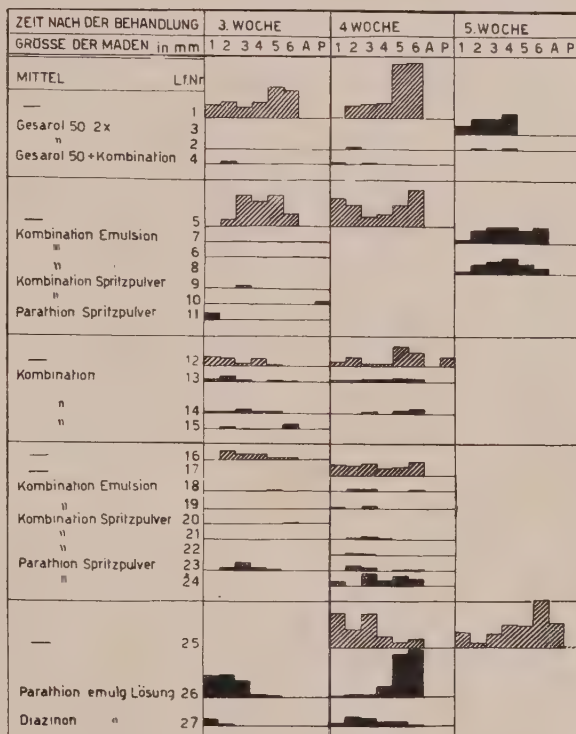 ZEIT NACH DER BEHANDLUNG 3. WOCHE 4 WOCHE 5. WOCHE
GRÖSSE DER MADEN in mm 1 2 3 4 5 6 A P 1 2 3 4 5 6 A P 1 2 3 4 5 6 A P
MITTEL Lf.Nr
— 1
Gesarol 50 2x 3
" 2
Gesarol 50 + Kombination 4
— 5
Kombination Emulsion 7
" 6
" 8
Kombination Spritzpulver 9
" 10
Parathion Spritzpulver 11
— 12
Kombination 13
" 14
" 15
— 16
— 17
Kombination Emulsion 18
" 19
Kombination Spritzpulver 20
" 21
" 22
Parathion Spritzpulver 23
" 24
— 25
Parathion emulg Lösung 26
Diazinon " 27